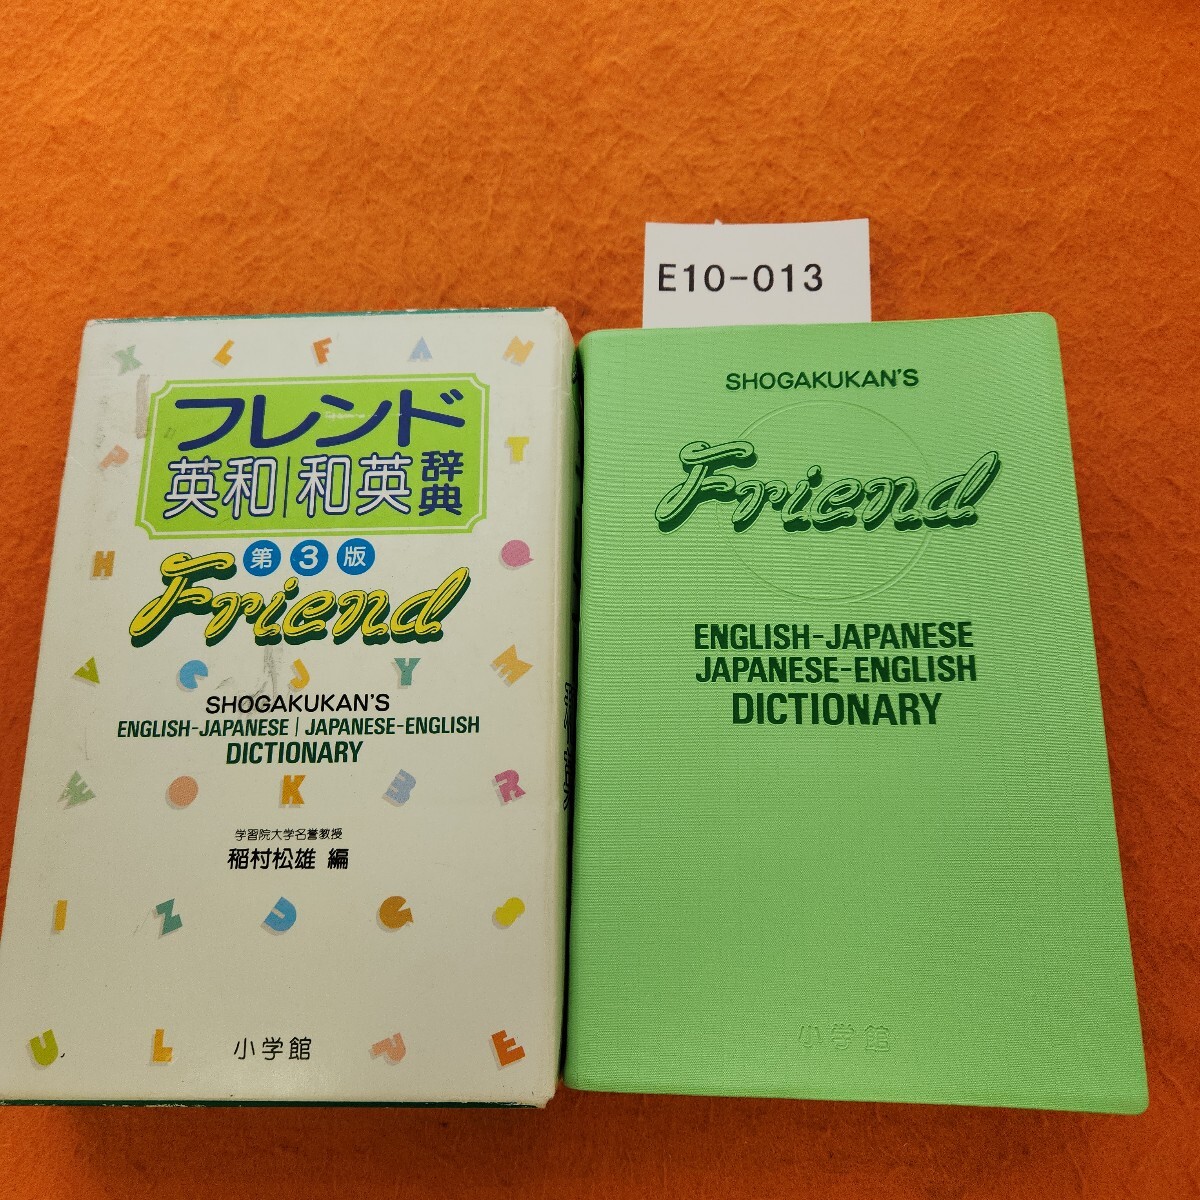 E10-013
フレンド
英和|和英辞典
第3版
Friend
SHOGAKUKAN'S
ENGLISH-JAPANESE | JAPANESE-ENGLISH
DICTIONARY
学習院大学名誉教授
稲村松雄 編
小学館
X L F A N
P T
H
V C J Y M
O K B R
I Z D G S
U L P E
SHOGAKUKAN'S
Friend
ENGLISH-JAPANESE
JAPANESE-ENGLISH
DICTIONARY
小学館